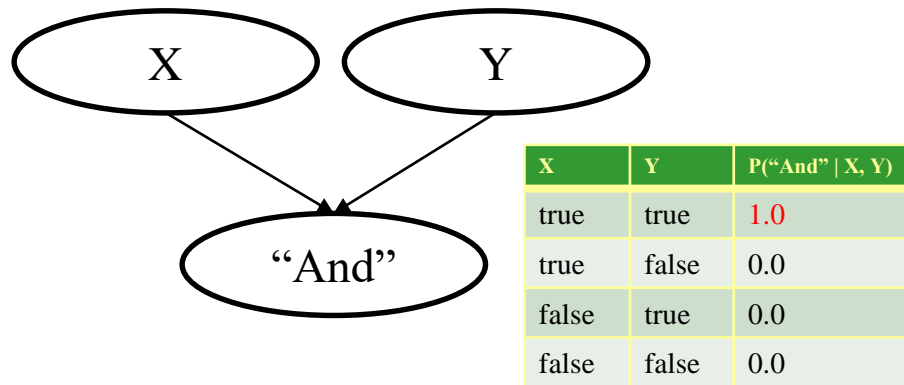 X
Y
“And”
X Y P(“And” | X, Y)
true true 1.0
true false 0.0
false true 0.0
false false 0.0